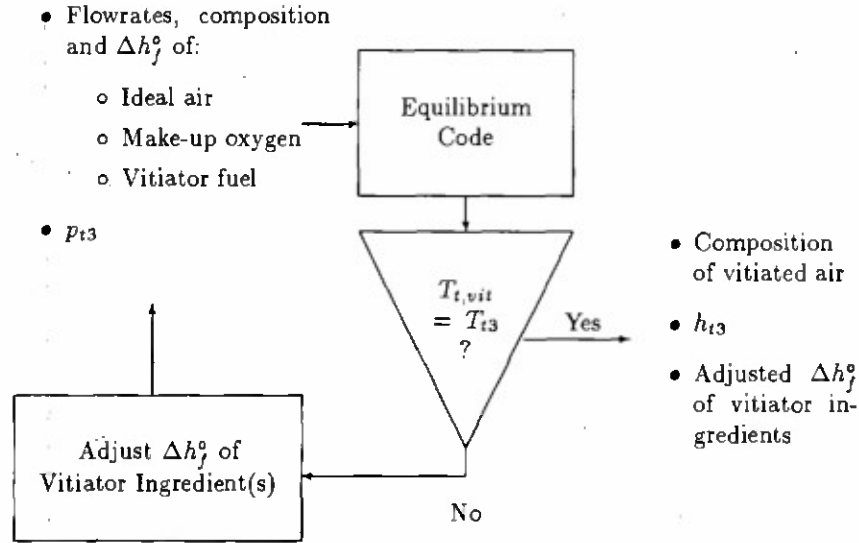 • Flowrates, composition
and Δh°f of:
∘ Ideal air
∘ Make-up oxygen
∘ Vitiator fuel
• pt3
Equilibrium
Code
Tt,vit
= Tt3
?
Yes
No
Adjust Δh°f of
Vitiator Ingredient(s)
• Composition
of vitiated air
• ht3
• Adjusted Δh°f
of vitiator in-
gredients